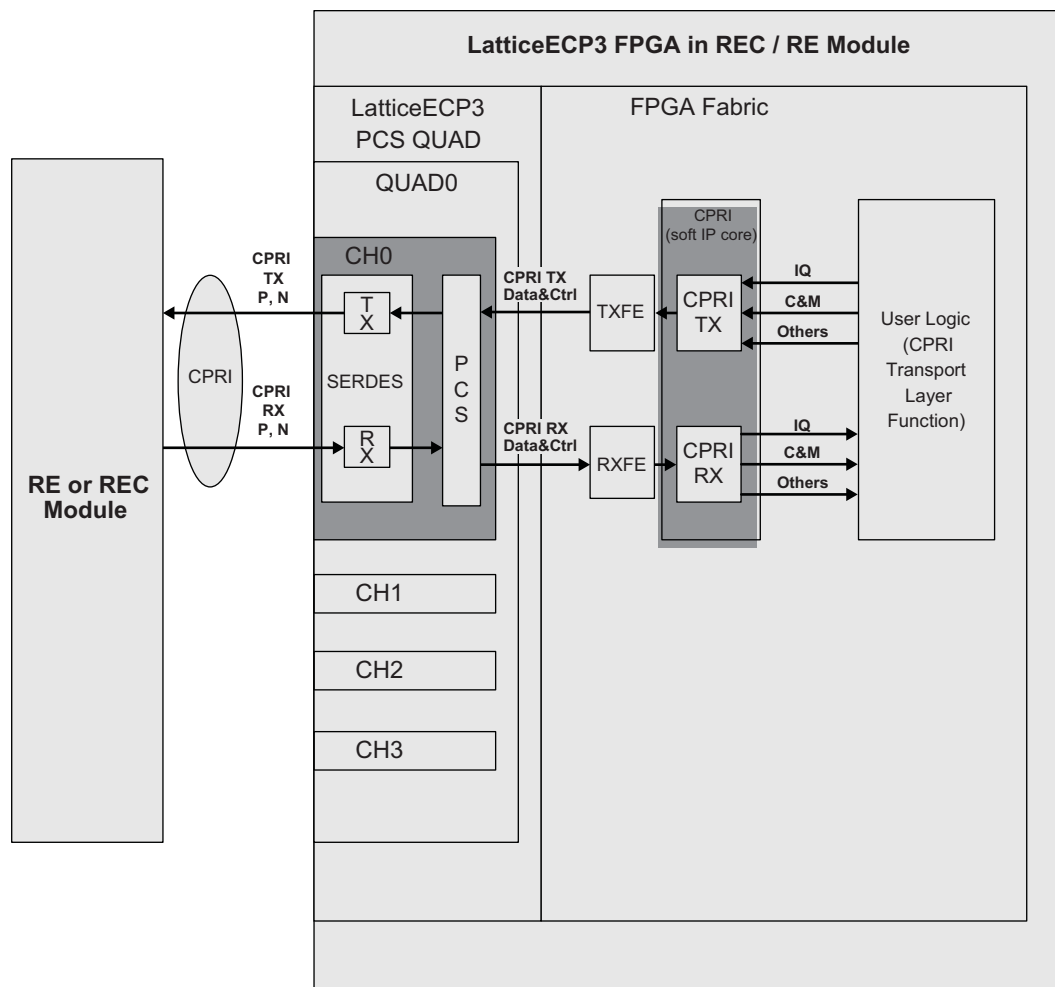 LatticeECP3 FPGA in REC / RE Module
LatticeECP3
PCS QUAD
FPGA Fabric
QUAD0
CPRI
(soft IP core)
CH0
CPRI
TX
P, N
CPRI TX
Data&Ctrl
IQ
C&M
Others
T
X
TXFE
CPRI
TX
User Logic
(CPRI
Transport
Layer
Function)
CPRI
SERDES
P
C
S
CPRI
RX
P, N
CPRI RX
Data&Ctrl
IQ
C&M
Others
R
X
RXFE
CPRI
RX
RE or REC
Module
CH1
CH2
CH3